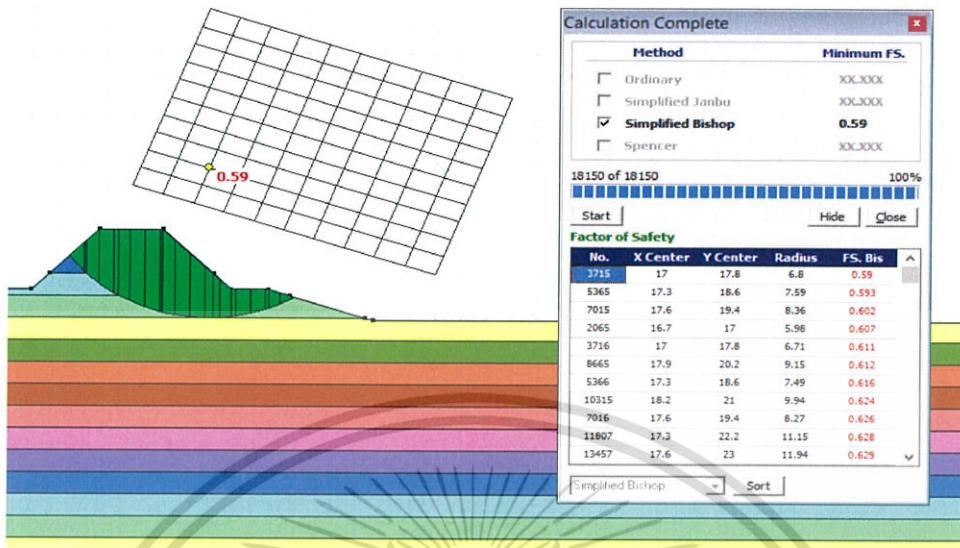 0.59
Calculation Complete
Method Minimum FS.
Ordinary XX.XXX
Simplified Janbu XX.XXX
Simplified Bishop 0.59
Spencer XX.XXX
18150 of 18150 100%
Start Hide Close
Factor of Safety
No. X Center Y Center Radius FS. Bis
3715 17 17.8 6.8 0.59
5365 17.3 18.6 7.59 0.593
7015 17.6 19.4 8.36 0.602
2065 16.7 17 5.98 0.607
3716 17 17.8 6.71 0.611
8665 17.9 20.2 9.15 0.612
5366 17.3 18.6 7.49 0.616
10315 18.2 21 9.94 0.624
7016 17.6 19.4 8.27 0.626
11807 17.3 22.2 11.15 0.628
13457 17.6 23 11.94 0.629
Simplified Bishop Sort